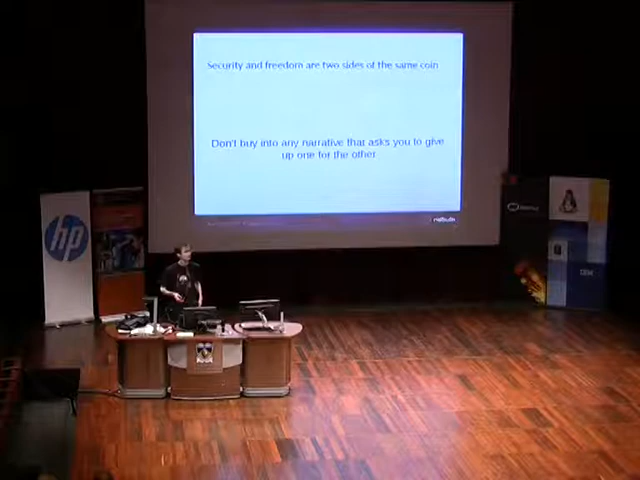 Security and freedom are two sides of the same coin
Don't buy into any narrative that asks you to give
up one for the other
hp
IBM